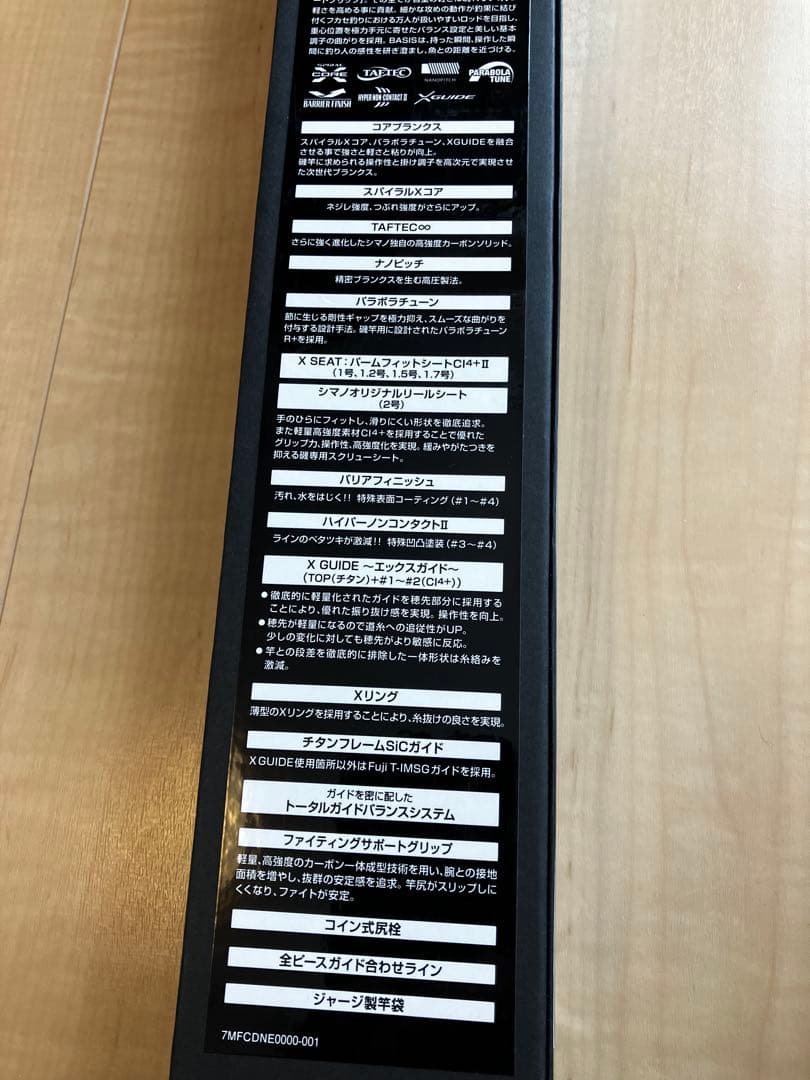 軽さを高める事に貢献。細かな攻めの動作が釣果に結び
付くフカセ釣りにおける万人が扱いやすいロッドを目指し、
重心位置を極力手元に寄せたバランス設定と美しい基本
調子の曲がりを採用。BASISは、持った瞬間、操作した瞬
間に釣り人の感性を研ぎ澄まし、魚との距離を近づける。
SPIRAL X CORE TAFTEC NANOPITCH PARABOLA TUNE
BARRIER FINISH HYPER NON-CONTACT II XGUIDE
コアブランクス
スパイラルXコア、パラボラチューン、XGUIDEを融合
させる事で強さと軽さと粘りが向上。
磯竿に求められる操作性と掛け調子を高次元で実現させ
た次世代ブランクス。
スパイラルXコア
ネジレ強度、つぶれ強度がさらにアップ。
TAFTEC∞
さらに強く進化したシマノ独自の高強度カーボンソリッド。
ナノピッチ
精密ブランクスを生む高圧製法。
パラボラチューン
節に生じる剛性ギャップを極力抑え、スムーズな曲がりを
付与する設計手法。磯竿用に設計されたパラボラチューン
R+を採用。
X SEAT:パームフィットシートCI4+Ⅱ
(1号、1.2号、1.5号、1.7号)
シマノオリジナルリールシート
(2号)
手のひらにフィットし、滑りにくい形状を徹底追求。
また軽量高強度素材CI4+を採用することで優れた
グリップ力、操作性、高強度化を実現。緩みやがたつきを
抑える磯専用スクリューシート。
バリアフィニッシュ
汚れ、水をはじく!! 特殊表面コーティング(#1〜#4)
ハイパーノンコンタクトⅡ
ラインのベタツキが激減!! 特殊凹凸塗装(#3〜#4)
X GUIDE 〜エックスガイド〜
(TOP(チタン)+#1〜#2(CI4+))
●徹底的に軽量化されたガイドを穂先部分に採用する
ことにより、優れた振り抜け感を実現。操作性を向上。
●穂先が軽量になるので道糸への追従性がUP。
少しの変化に対しても穂先がより敏感に反応。
●竿との段差を徹底的に排除した一体形状は糸絡みを
激減。
Xリング
薄型のXリングを採用することにより、糸抜けの良さを実現。
チタンフレームSiCガイド
XGUIDE使用箇所以外はFuji T-IMSGガイドを採用。
ガイドを密に配した
トータルガイドバランスシステム
ファイティングサポートグリップ
軽量、高強度のカーボン一体成型技術を用い、腕との接地
面積を増やし、抜群の安定感を追求。竿尻がスリップしに
くくなり、ファイトが安定。
コイン式尻栓
全ピースガイド合わせライン
ジャージ製竿袋
7MFCDNE0000-001